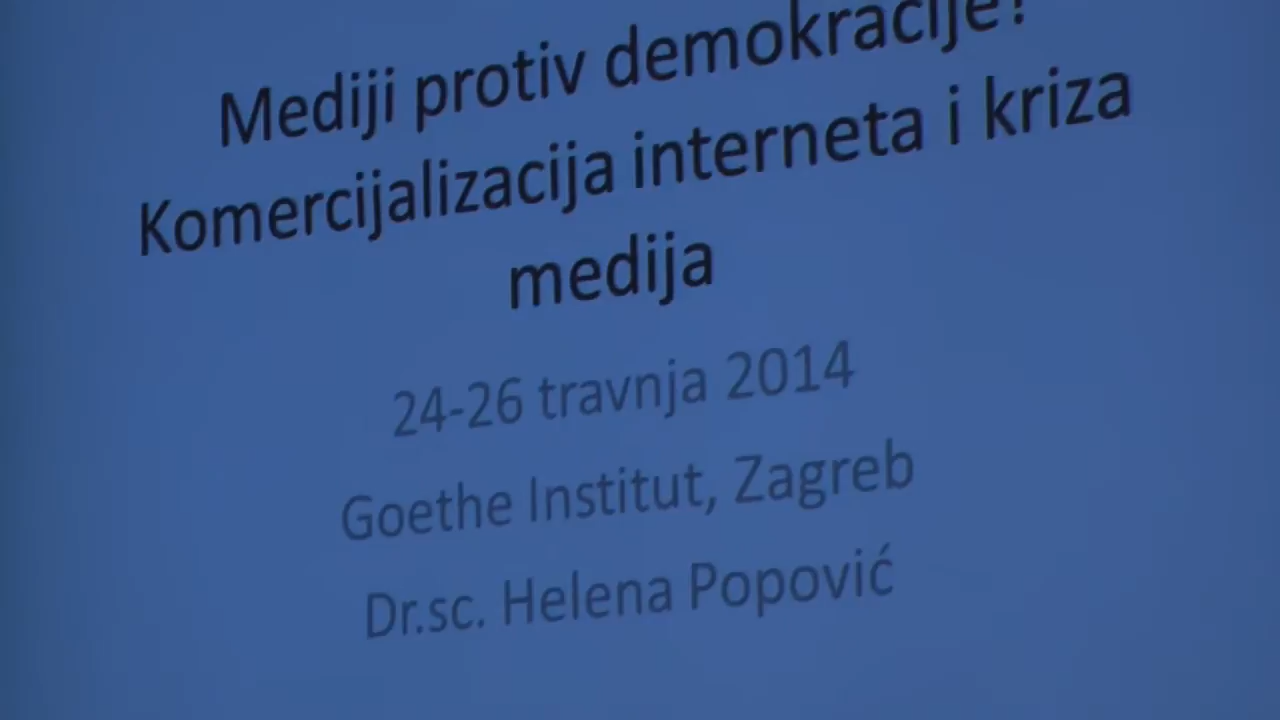 Mediji protiv demokracije?
Komercijalizacija interneta i kriza
medija
24-26 travnja 2014
Goethe Institut, Zagreb
Dr.sc. Helena Popović